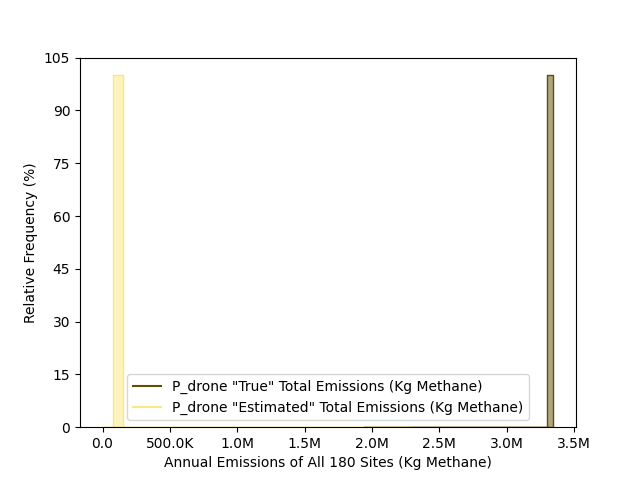 105
90
75
60
45
30
15
0
Relative Frequency (%)
P_drone "True" Total Emissions (Kg Methane)
P_drone "Estimated" Total Emissions (Kg Methane)
0.0 500.0K 1.0M 1.5M 2.0M 2.5M 3.0M 3.5M
Annual Emissions of All 180 Sites (Kg Methane)